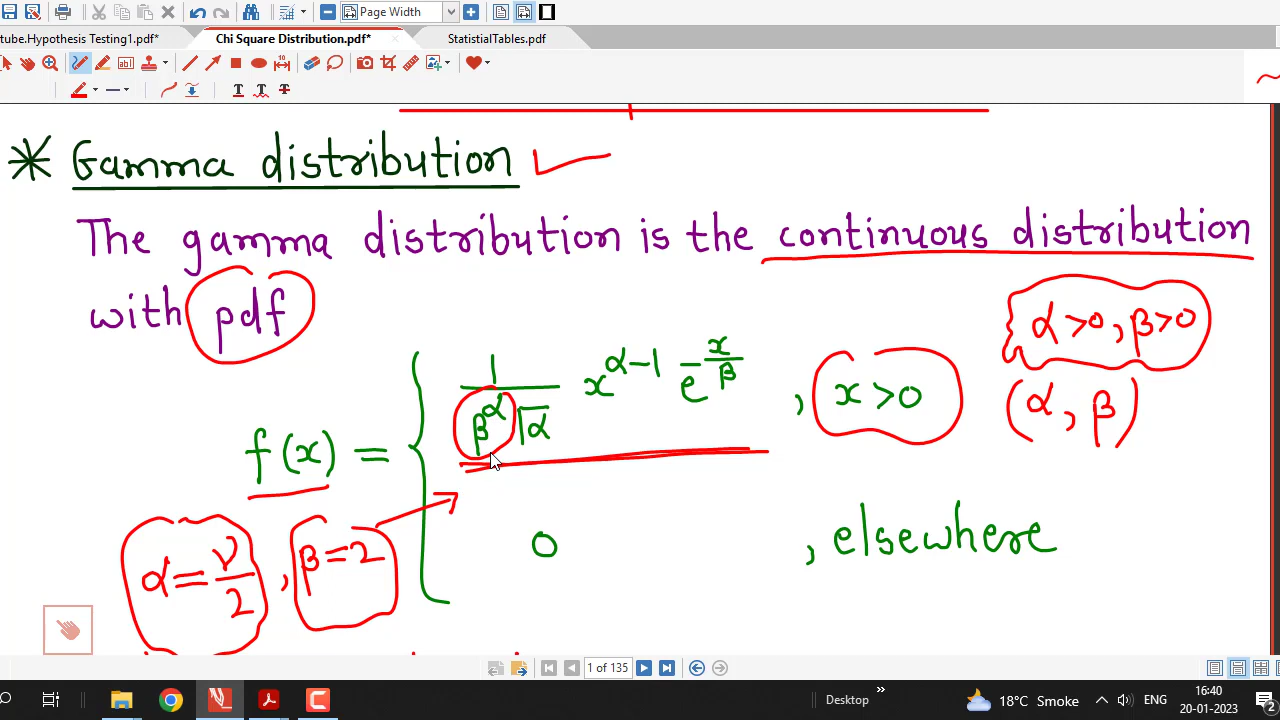 Page Width
tube.Hypothesis Testing1.pdf*
Chi Square Distribution.pdf*
StatistialTables.pdf
10
T T T
* Gamma distribution ✓
The gamma distribution is the continuous distribution
with pdf
α>0, β>0
f(x) = { 1/(β^α Γα) x^(α-1) e^(-x/β) , x>0
(α, β)
0 , elsewhere
α = ν/2 , β=2
1 of 135
Desktop »
18°C Smoke
ENG
16:40
20-01-2023
2